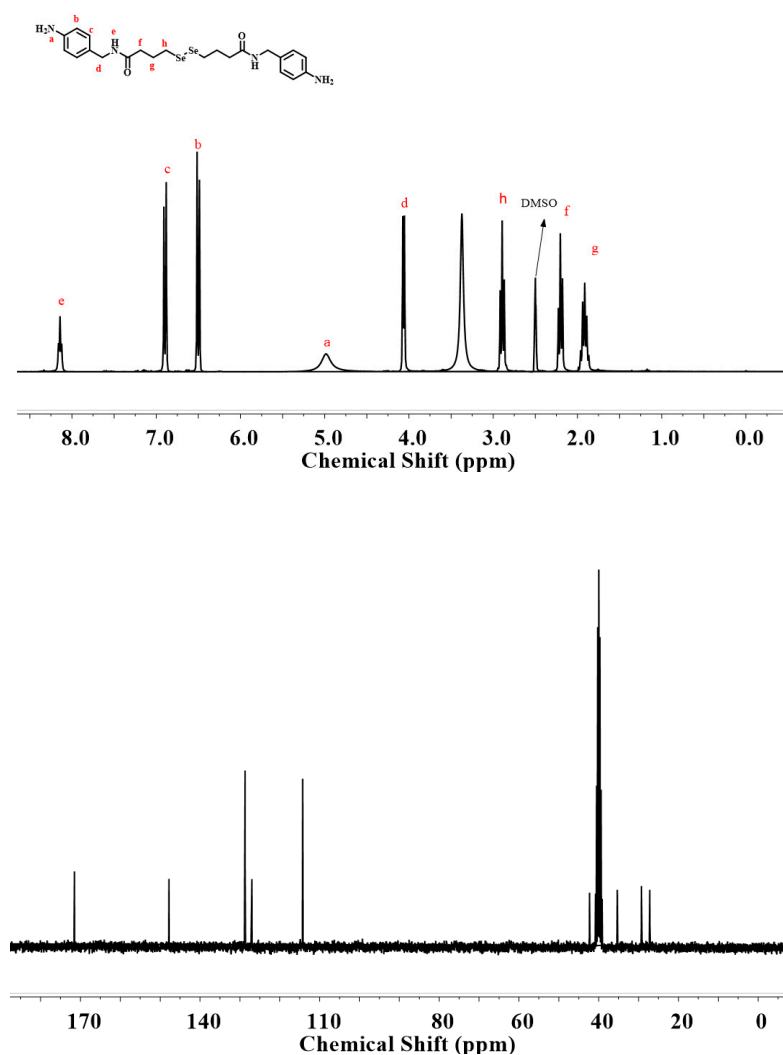 b
H₂N
a
c
d
H
N
e
O
f
g
h
Se
Se
O
N
H
NH₂
e
c
b
a
d
h
DMSO
f
g
8.0 7.0 6.0 5.0 4.0 3.0 2.0 1.0 0.0
Chemical Shift (ppm)
170 140 110 80 60 40 20 0
Chemical Shift (ppm)